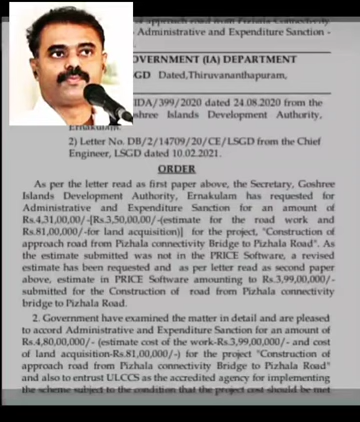 of approach road from Pizhala Connectivity
Administrative and Expenditure Sanction -
OVERNMENT (IA) DEPARTMENT
GD Dated,Thiruvananthapuram,
IDA/399/2020 dated 24.08.2020 from the
Goshree Islands Development Authority,
Ernakulam.
2) Letter No. DB/2/14709/20/CE/LSGD from the Chief
Engineer, LSGD dated 10.02.2021.
ORDER
As per the letter read as first paper above, the Secretary, Goshree
Islands Development Authority, Ernakulam has requested for
Administrative and Expenditure Sanction for an amount of
Rs.4,31,00,00/-[Rs.3,50,00,00/-(estimate for the road work and
Rs.81,00,000/-for land acquisition)] for the project, "Construction of
approach road from Pizhala connectivity Bridge to Pizhala Road". As
the estimate submitted was not in the PRICE Software, a revised
estimate has been requested and as per letter read as second paper
above, estimate in PRICE Software amounting to Rs.3,99,00,000/-
submitted for the Construction of road from Pizhala connectivity
bridge to Pizhala Road.
2. Government have examined the matter in detail and are pleased
to accord Administrative and Expenditure Sanction for an amount of
Rs.4,80,00,000/- (estimate cost of the work-Rs.3,99,00,000/- and cost
of land acquisition-Rs.81,00,000/-) for the project "Construction of
approach road from Pizhala connectivity Bridge to Pizhala Road"
and also to entrust ULCCS as the accredited agency for implementing
the scheme subject to the condition that the project cost should be met